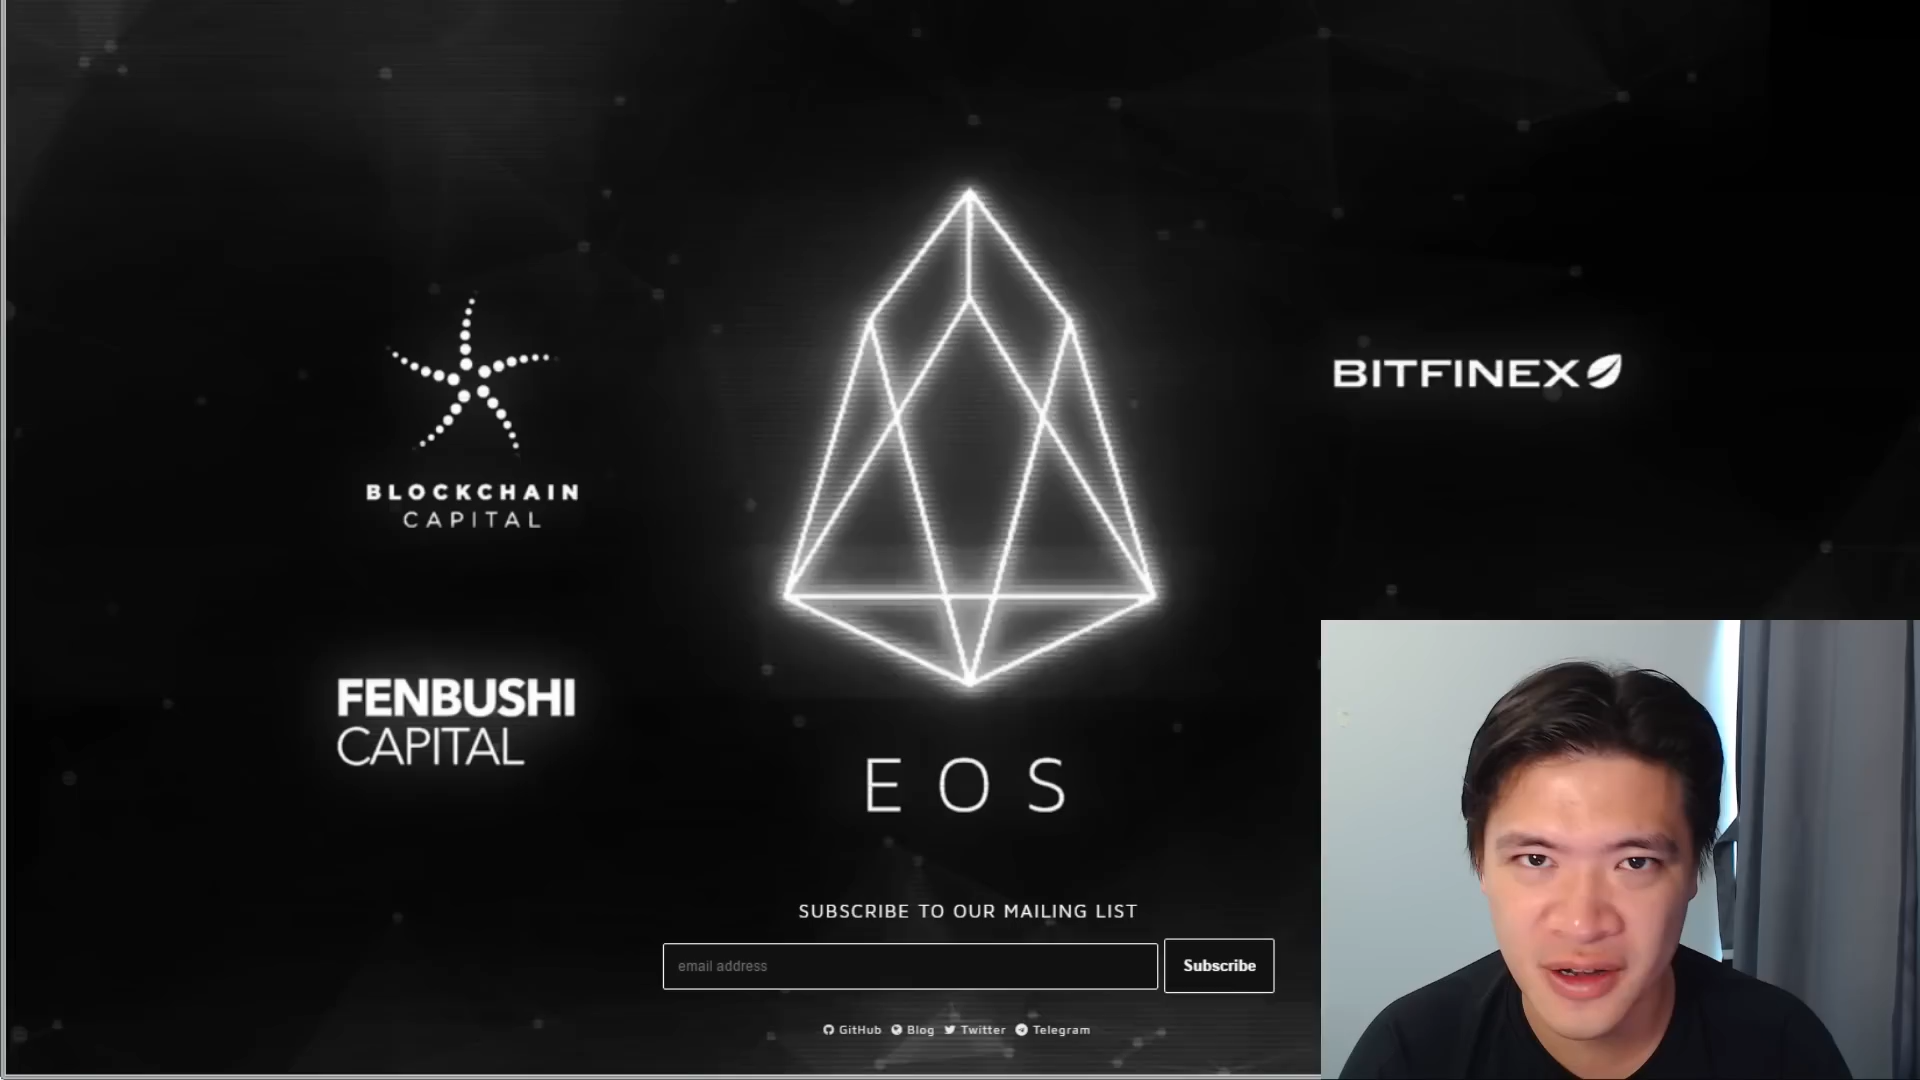 BLOCKCHAIN
CAPITAL
BITFINEX
FENBUSHI
CAPITAL
EOS
SUBSCRIBE TO OUR MAILING LIST
email address
Subscribe
GitHub Blog Twitter Telegram